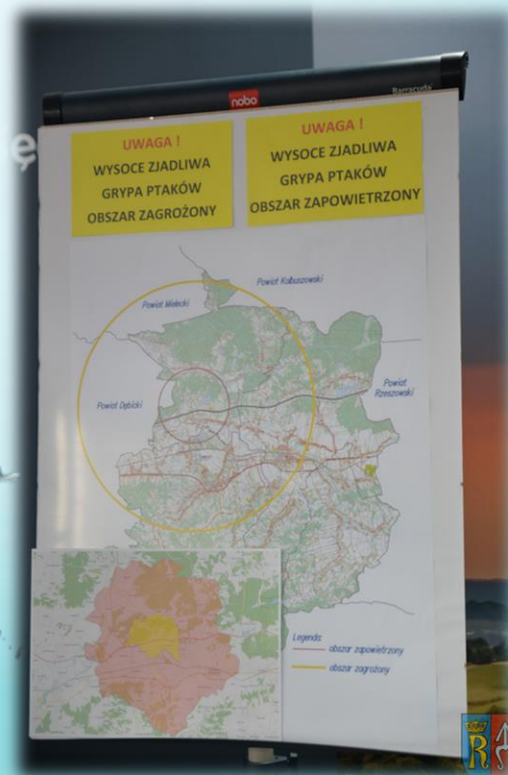 nobo
Barracuda
UWAGA !
WYSOCE ZJADLIWA
GRYPA PTAKÓW
OBSZAR ZAGROŻONY
UWAGA !
WYSOCE ZJADLIWA
GRYPA PTAKÓW
OBSZAR ZAPOWIETRZONY
Powiat Kolbuszowski
Powiat Mielecki
Powiat Dębicki
Powiat
Rzeszowski
Legenda:
obszar zapowietrzony
obszar zagrożony
R